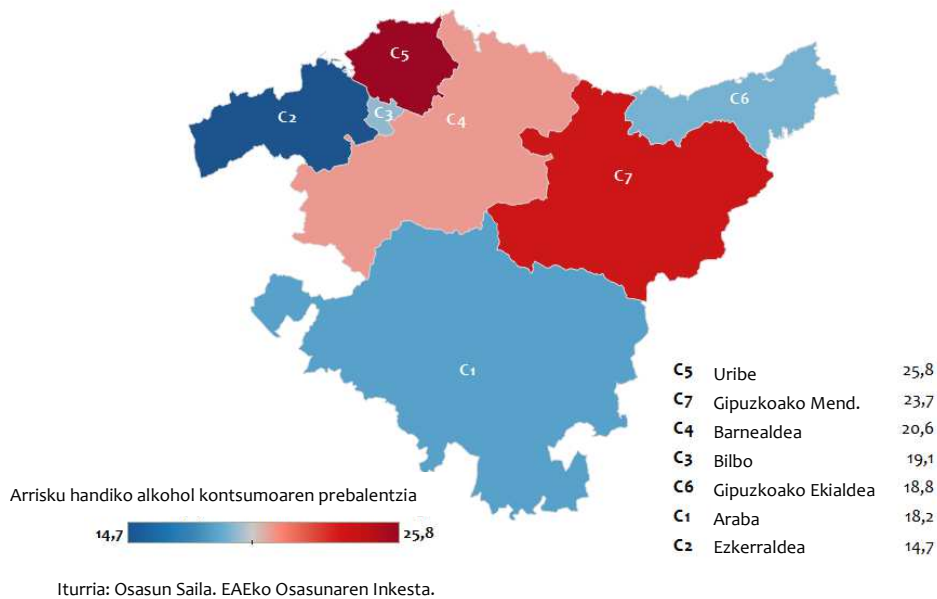 C5
C6
C3
C2
C4
C7
C1
C5 Uribe 25,8
C7 Gipuzkoako Mend. 23,7
C4 Barnealdea 20,6
C3 Bilbo 19,1
C6 Gipuzkoako Ekialdea 18,8
C1 Araba 18,2
C2 Ezkerraldea 14,7
Arrisku handiko alkohol kontsumoaren prebalentzia
14,7 25,8
Iturria: Osasun Saila. EAEko Osasunaren Inkesta.